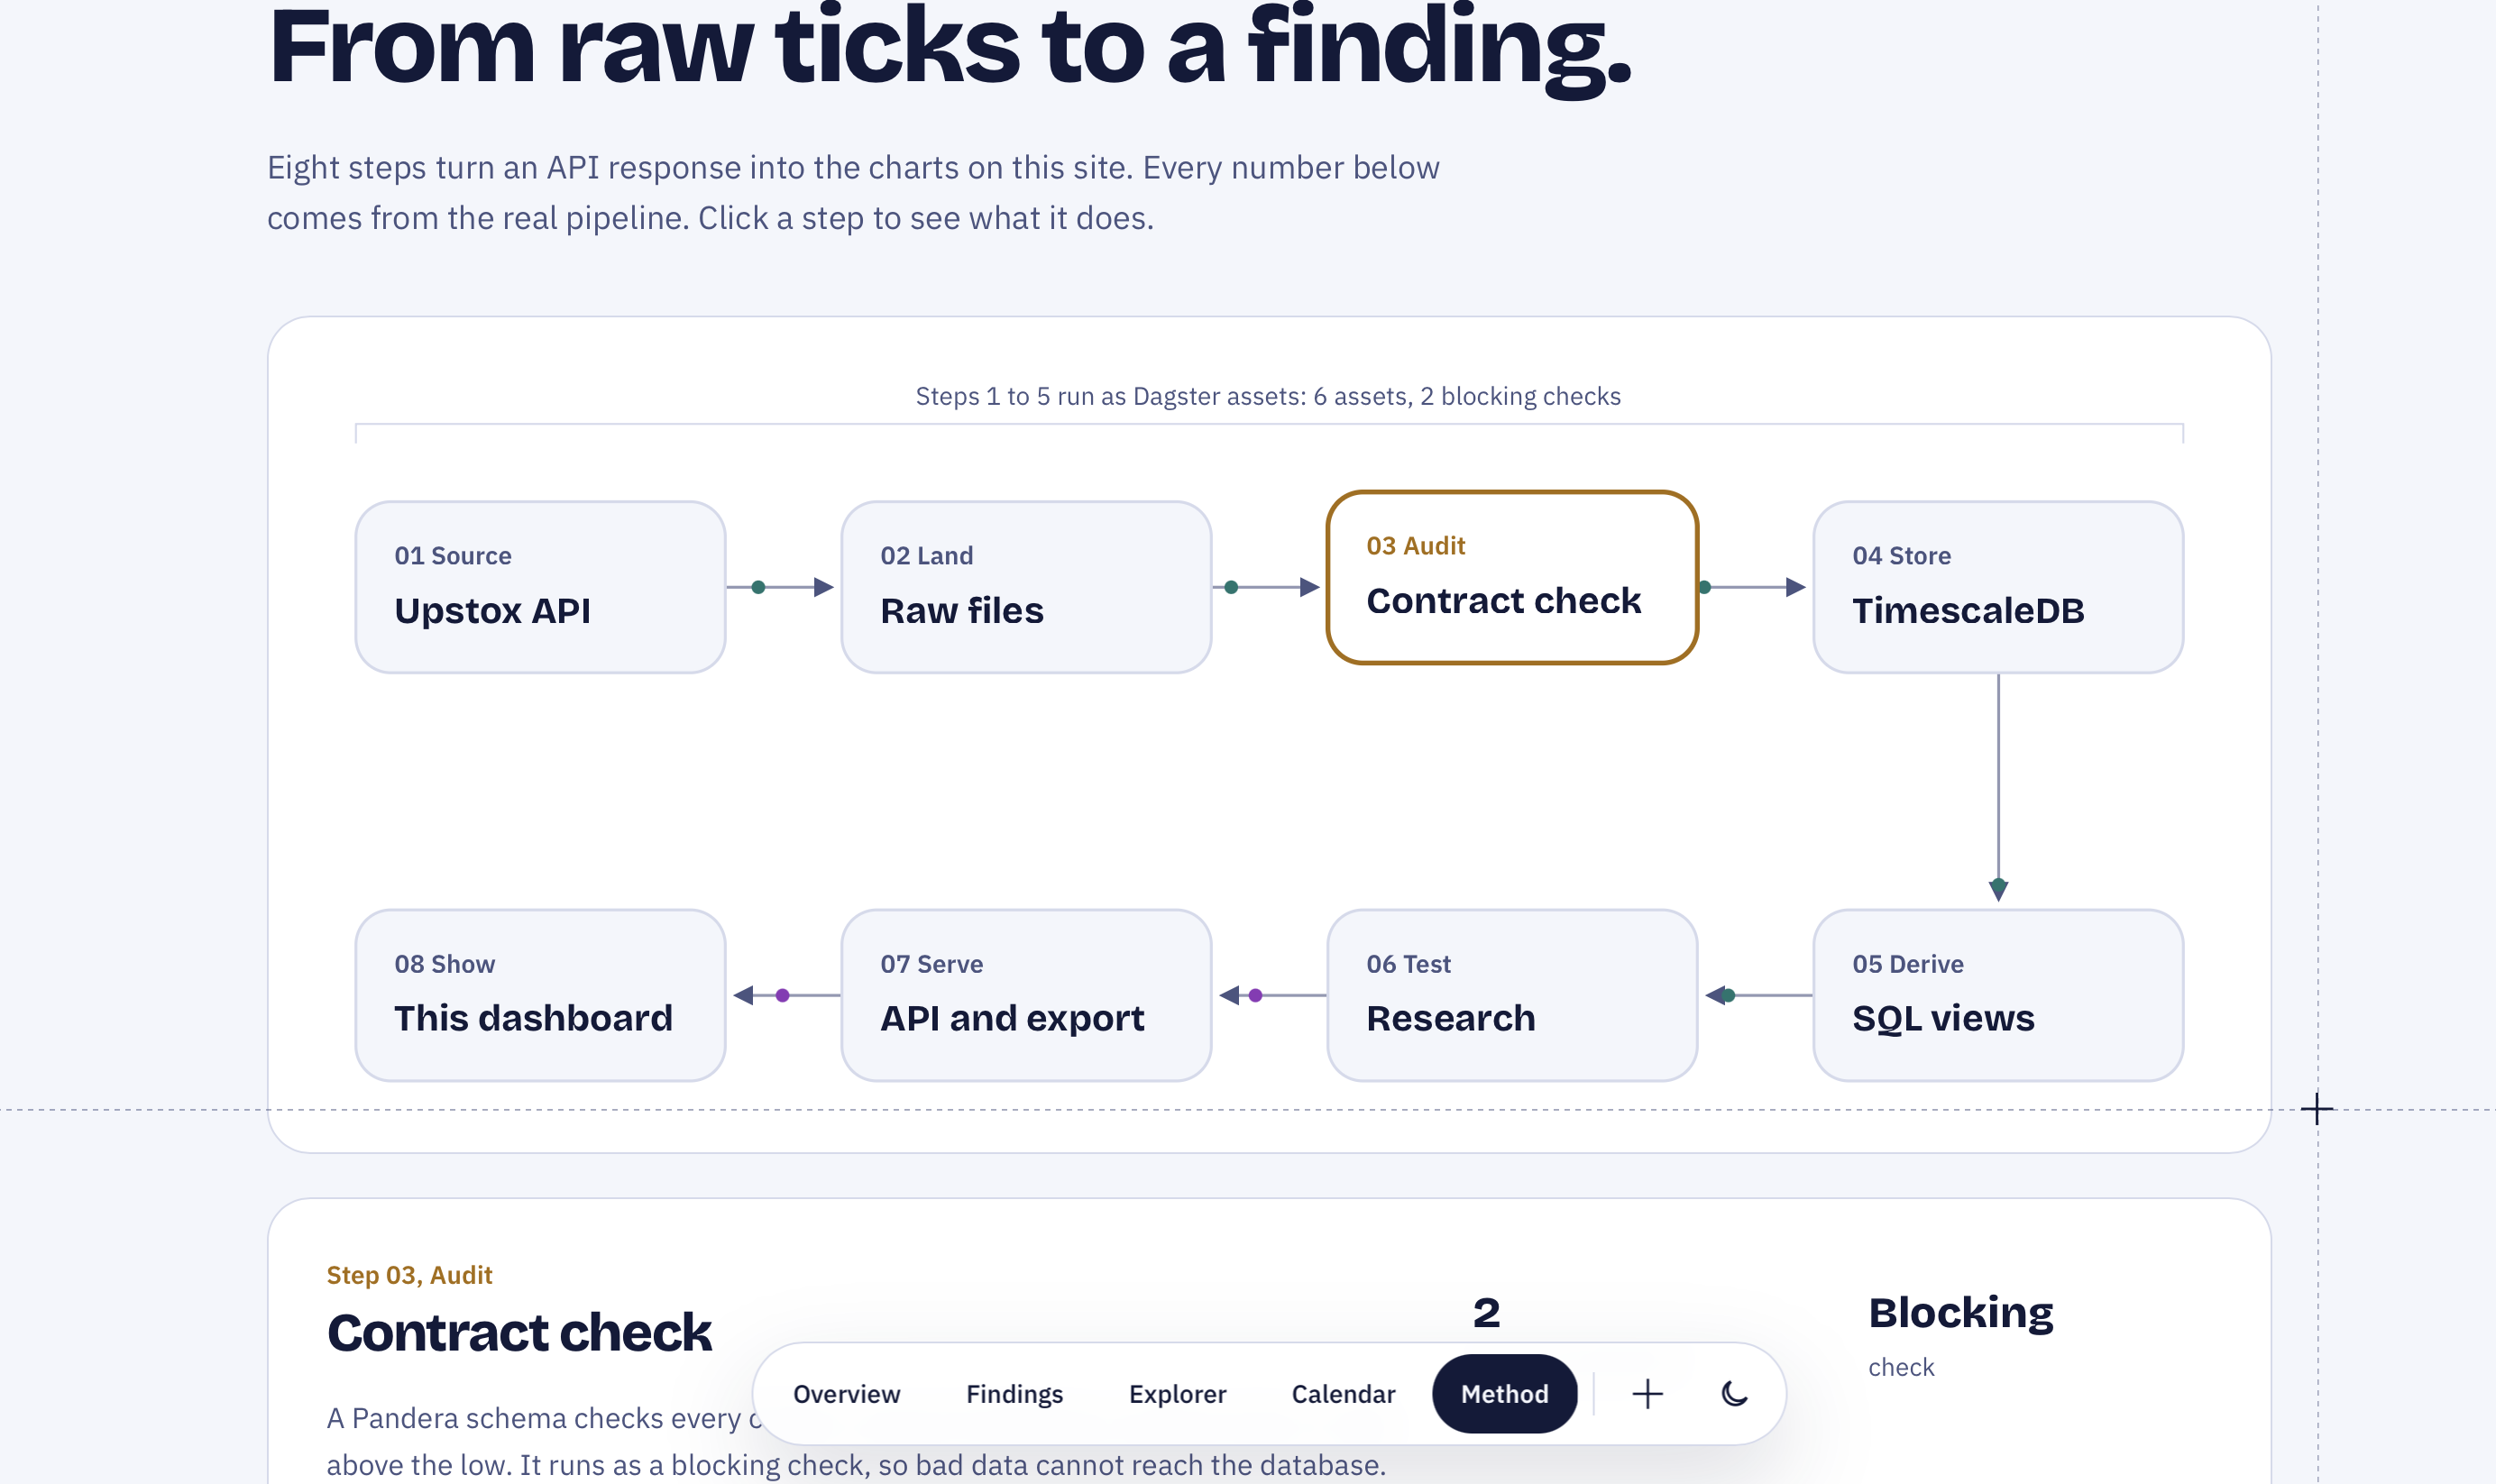 From raw ticks to a finding.
Eight steps turn an API response into the charts on this site. Every number below
comes from the real pipeline. Click a step to see what it does.
Steps 1 to 5 run as Dagster assets: 6 assets, 2 blocking checks
01 Source
Upstox API
02 Land
Raw files
03 Audit
Contract check
04 Store
TimescaleDB
08 Show
This dashboard
07 Serve
API and export
06 Test
Research
05 Derive
SQL views
Step 03, Audit
Contract check
2
Blocking
check
A Pandera schema checks every
above the low. It runs as a blocking check, so bad data cannot reach the database.
Overview
Findings
Explorer
Calendar
Method